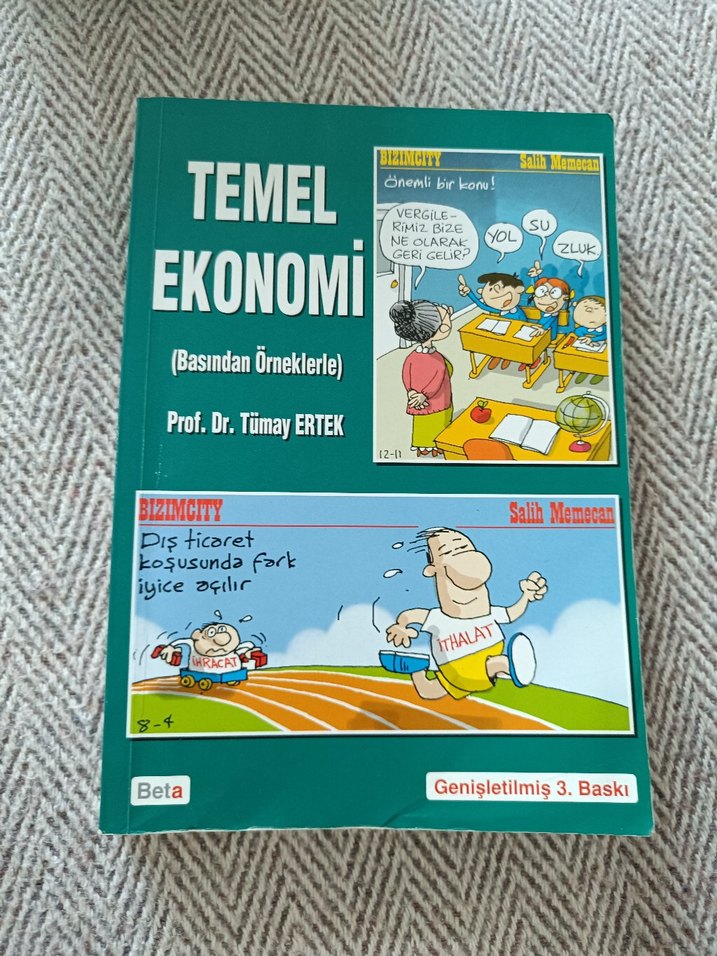 TEMEL
EKONOMİ
(Basından Örneklerle)
Prof. Dr. Tümay ERTEK
BIZIMCITY Salih Memecan
Önemli bir konu!
VERGİLE-
RİMİZ BİZE
NE OLARAK
GERİ GELİR?
YOL
SU
ZLUK.
12-11
BIZIMCITY Salih Memecan
Dış ticaret
koşusunda fark
iyice açılır
İHRACAT
İTHALAT
8-4
Beta
Genişletilmiş 3. Baskı